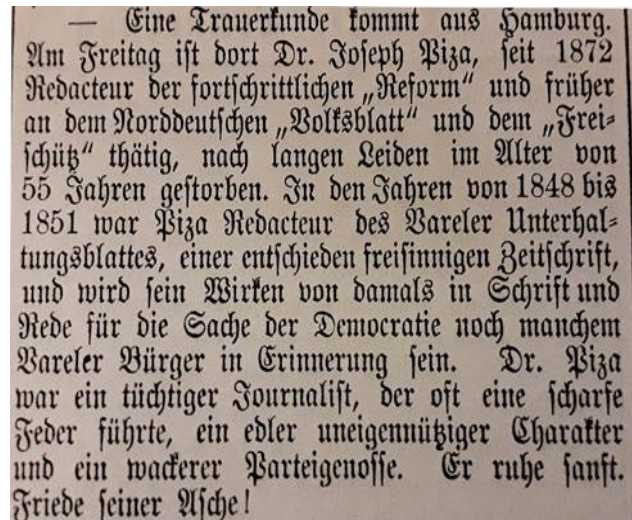 — Eine Trauerkunde kommt aus Hamburg.
Am Freitag ist dort Dr. Joseph Piza, seit 1872
Redacteur der fortschrittlichen „Reform“ und früher
an dem Norddeutschen „Volksblatt“ und dem „Frei-
schütz“ thätig, nach langen Leiden im Alter von
55 Jahren gestorben. In den Jahren von 1848 bis
1851 war Piza Redacteur des Vareler Unterhal-
tungsblattes, einer entschieden freisinnigen Zeitschrift,
und wird sein Wirken von damals in Schrift und
Rede für die Sache der Democratie noch manchem
Vareler Bürger in Erinnerung sein. Dr. Piza
war ein tüchtiger Journalist, der oft eine scharfe
Feder führte, ein edler uneigennütziger Charakter
und ein wackerer Parteigenosse. Er ruhe sanft.
Friede seiner Asche!